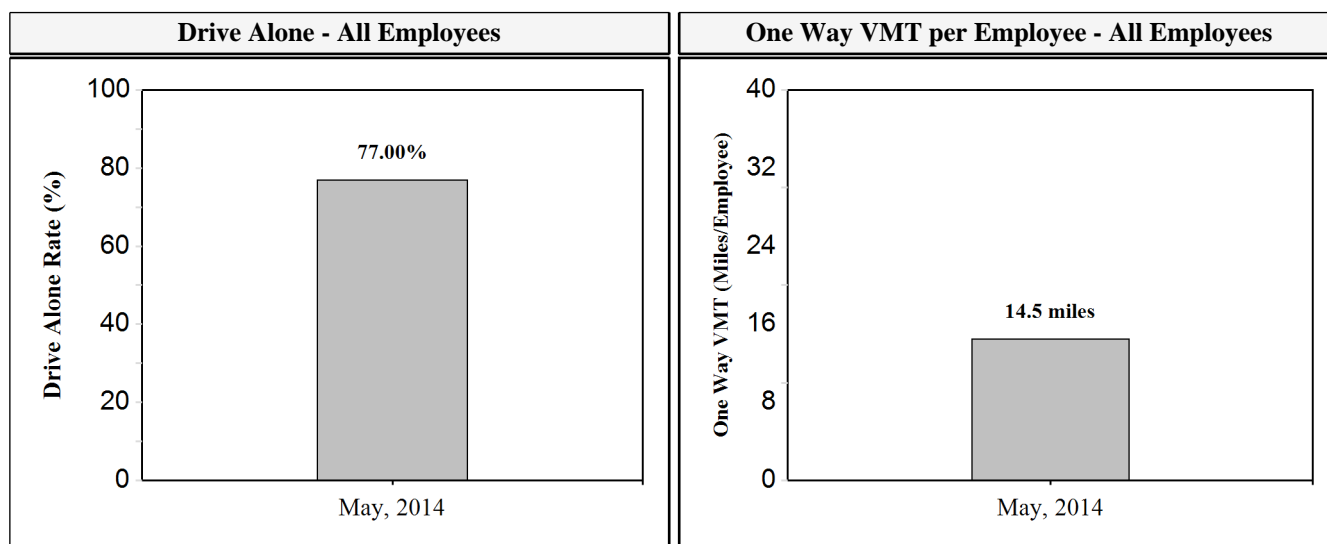 Drive Alone - All Employees
One Way VMT per Employee - All Employees
Drive Alone Rate (%)
100
80
60
40
20
0
77.00%
May, 2014
One Way VMT (Miles/Employee)
40
32
24
16
8
0
14.5 miles
May, 2014